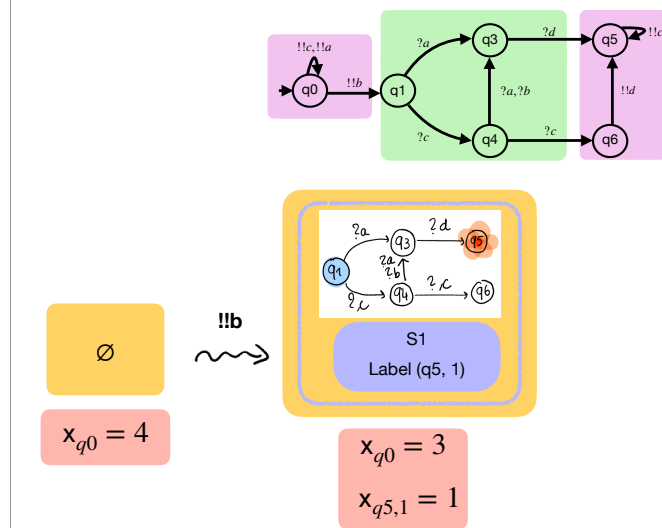 !!c,!!a
q0
!!b
q1
?a
?c
q3
?a,?b
q4
?d
?c
q5
!!c
!!d
q6
q1
?a
?c
q3
?a
?b
q4
?d
?c
q5
q6
S1
Label (q5, 1)
∅
!!b
x_{q0} = 4
x_{q0} = 3
x_{q5,1} = 1